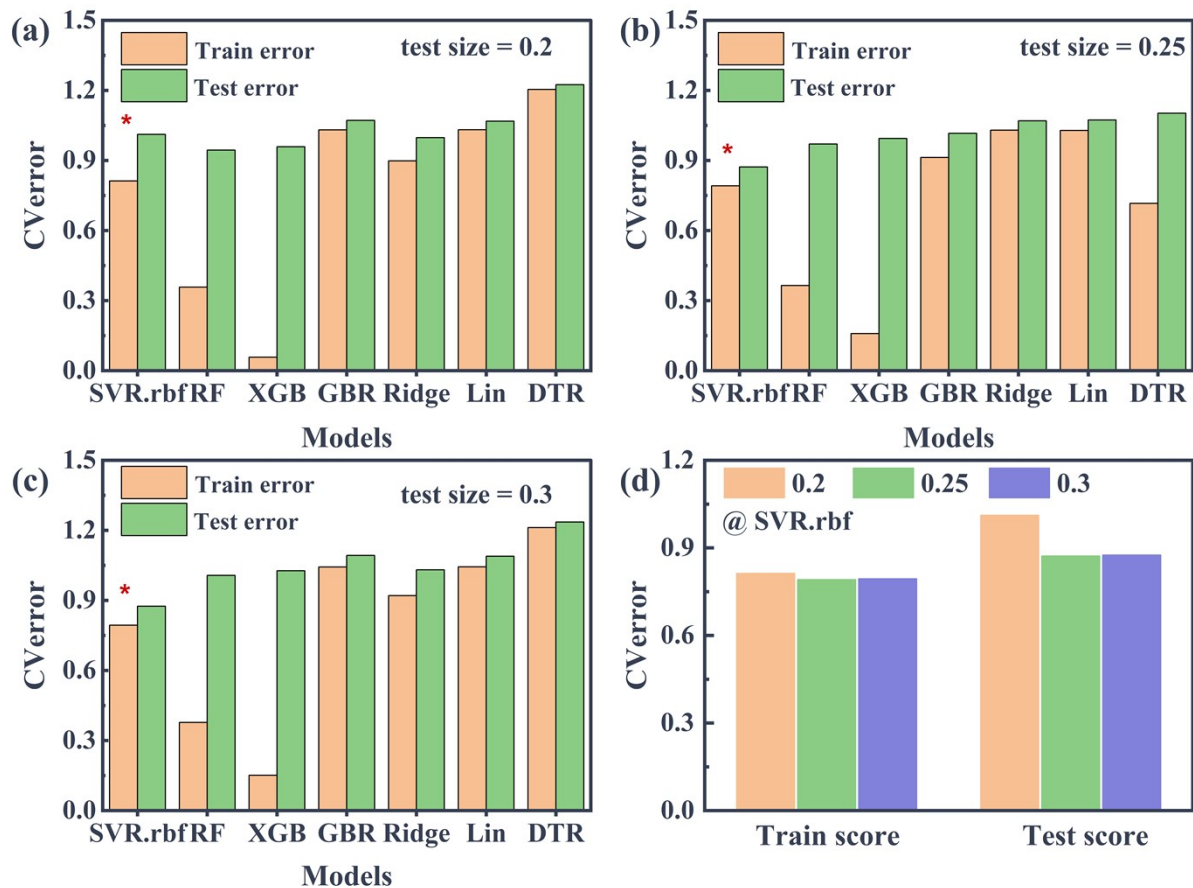 (a)
Train error
Test error
test size = 0.2
*
CVerror
1.5
1.2
0.9
0.6
0.3
0.0
SVR.rbf RF XGB GBR Ridge Lin DTR
Models
(b)
Train error
Test error
test size = 0.25
*
CVerror
1.5
1.2
0.9
0.6
0.3
0.0
SVR.rbf RF XGB GBR Ridge Lin DTR
Models
(c)
Train error
Test error
test size = 0.3
*
CVerror
1.5
1.2
0.9
0.6
0.3
0.0
SVR.rbf RF XGB GBR Ridge Lin DTR
Models
(d)
0.2 0.25 0.3
@ SVR.rbf
CVerror
1.2
0.9
0.6
0.3
0.0
Train score Test score